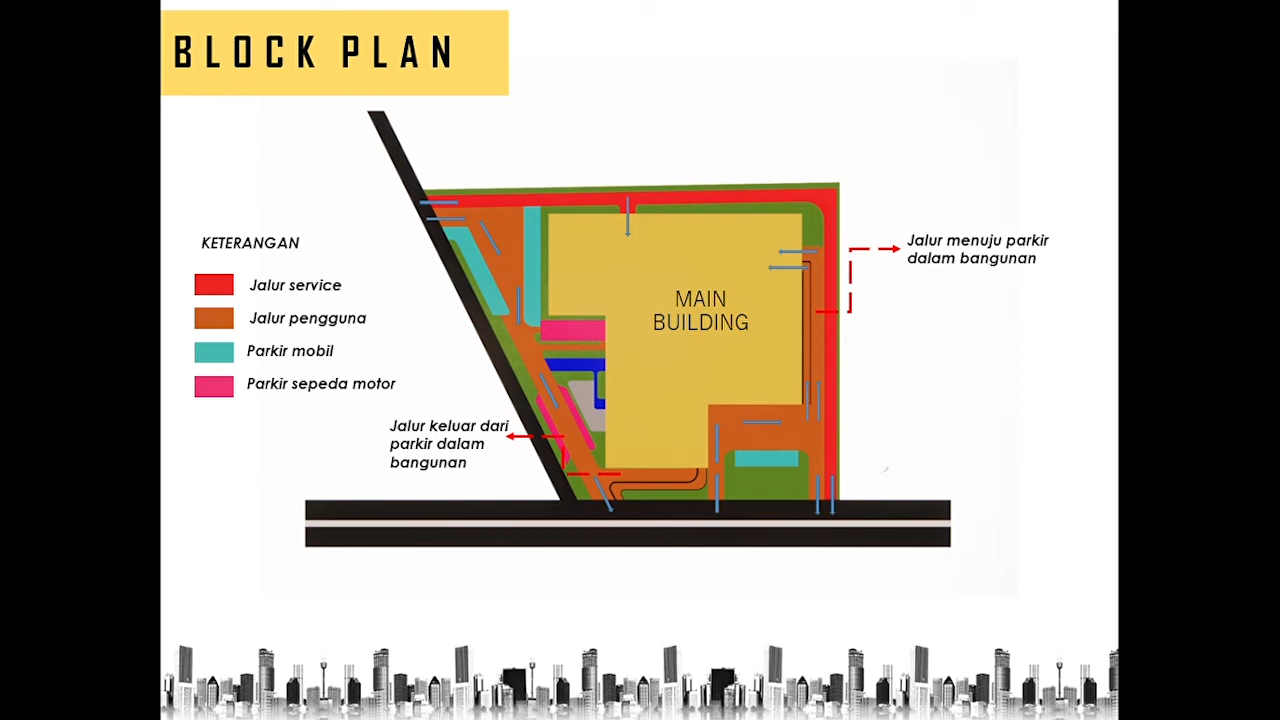 BLOCK PLAN
KETERANGAN
Jalur service
Jalur pengguna
Parkir mobil
Parkir sepeda motor
MAIN
BUILDING
Jalur menuju parkir
dalam bangunan
Jalur keluar dari
parkir dalam
bangunan